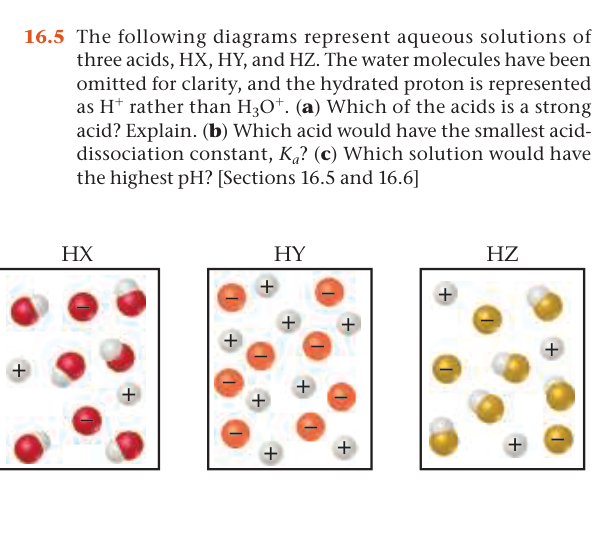 16.5 The following diagrams represent aqueous solutions of
three acids, HX, HY, and HZ. The water molecules have been
omitted for clarity, and the hydrated proton is represented
as H⁺ rather than H₃O⁺. (a) Which of the acids is a strong
acid? Explain. (b) Which acid would have the smallest acid-
dissociation constant, Kₐ? (c) Which solution would have
the highest pH? [Sections 16.5 and 16.6]
HX HY HZ